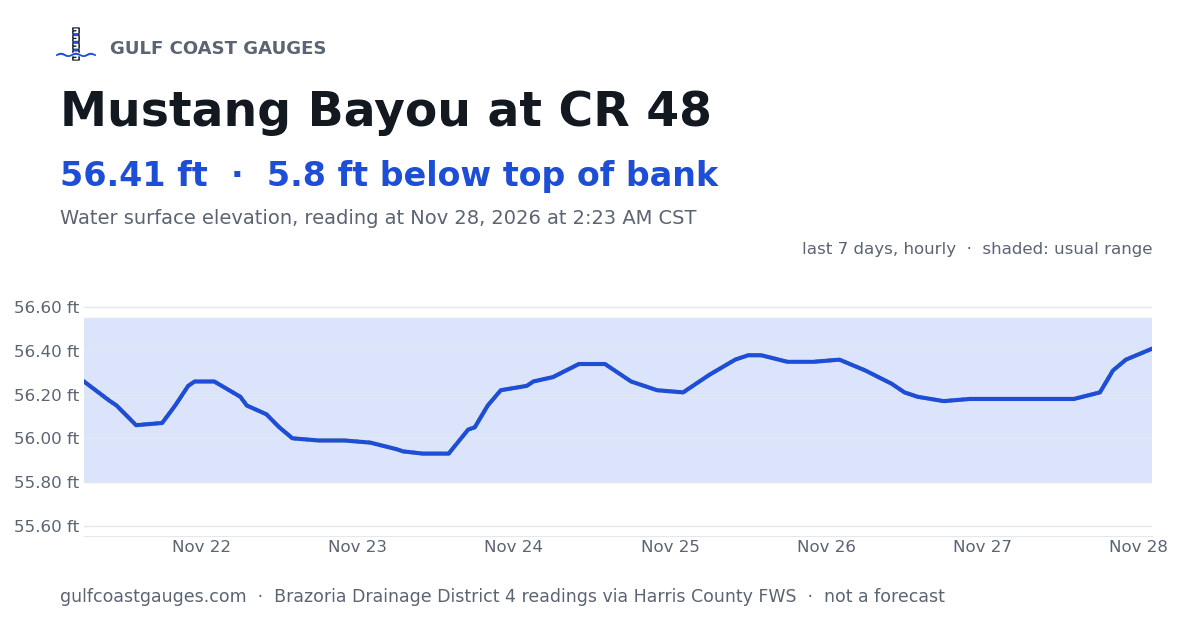 GULF COAST GAUGES
Mustang Bayou at CR 48
56.41 ft · 5.8 ft below top of bank
Water surface elevation, reading at Nov 28, 2026 at 2:23 AM CST
last 7 days, hourly · shaded: usual range
56.60 ft
56.40 ft
56.20 ft
56.00 ft
55.80 ft
55.60 ft
Nov 22 Nov 23 Nov 24 Nov 25 Nov 26 Nov 27 Nov 28
gulfcoastgauges.com · Brazoria Drainage District 4 readings via Harris County FWS · not a forecast